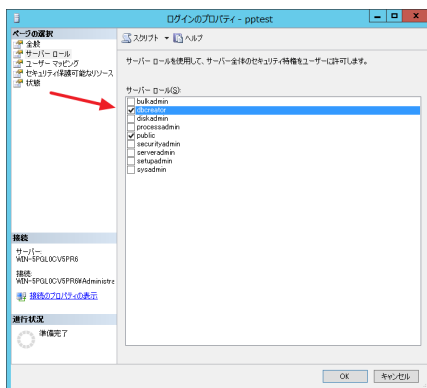 ログインのプロパティ - pptest
ページの選択
全般
サーバー ロール
ユーザー マッピング
セキュリティ保護可能なリソース
状態
スクリプト
ヘルプ
サーバー ロールを使用して、サーバー全体のセキュリティ特権をユーザーに許可します。
サーバー ロール(S):
bulkadmin
dbcreator
diskadmin
processadmin
public
securityadmin
serveradmin
setupadmin
sysadmin
接続
サーバー:
WIN-5PGL0CV5PR6
接続:
WIN-5PGL0CV5PR6¥Administra
接続のプロパティの表示
進行状況
準備完了
OK
キャンセル